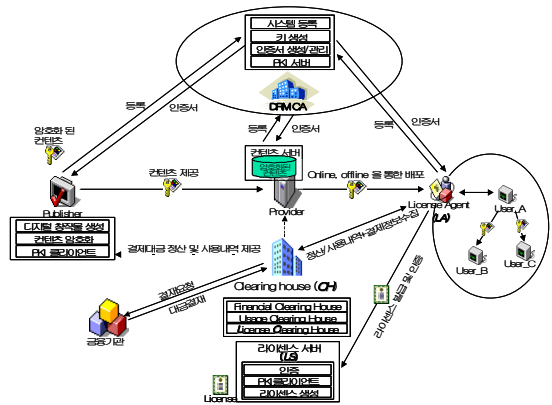 시스템 등록
키 생성
인증서 생성/관리
PKI 서버
DRM CA
등록
인증서
등록
인증서
등록
인증서
암호화 된
컨텐츠
컨텐츠 서버
컨텐츠 제공
Online, offline 을 통한 배포
Publisher
Provider
License Agent
(LA)
User_A
User_B
User_C
디지털 창작물 생성
컨텐츠 암호화
PKI 클라이언트
결제대금 정산 및 사용내역 제공
정산/사용내역+결제정보수집
Clearing house (CH)
결제요청
대금결제
금융기관
Financial Clearing House
Usage Clearing House
License Clearing House
라이센스 발급 및 인증
라이센스 서버
(LS)
인증
PKI클라이언트
라이센스 생성
License